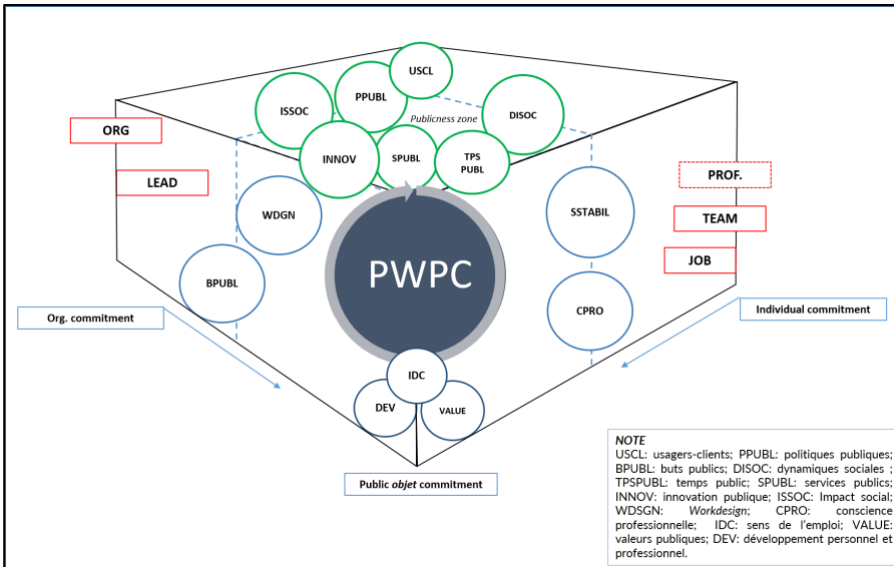 USCL
PPUBL
ISSOC
DISOC
Publicness zone
ORG
INNOV
SPUBL
TPS
PUBL
LEAD
PROF.
WDGN
SSTABIL
TEAM
JOB
PWPC
BPUBL
CPRO
Org. commitment
Individual commitment
IDC
DEV
VALUE
Public objet commitment
NOTE
USCL: usagers-clients; PPUBL: politiques publiques;
BPUBL: buts publics; DISOC: dynamiques sociales ;
TPSPUBL: temps public; SPUBL: services publics;
INNOV: innovation publique; ISSOC: Impact social;
WDSGN: Workdesign; CPRO: conscience
professionnelle; IDC: sens de l'emploi; VALUE:
valeurs publiques; DEV: développement personnel et
professionnel.